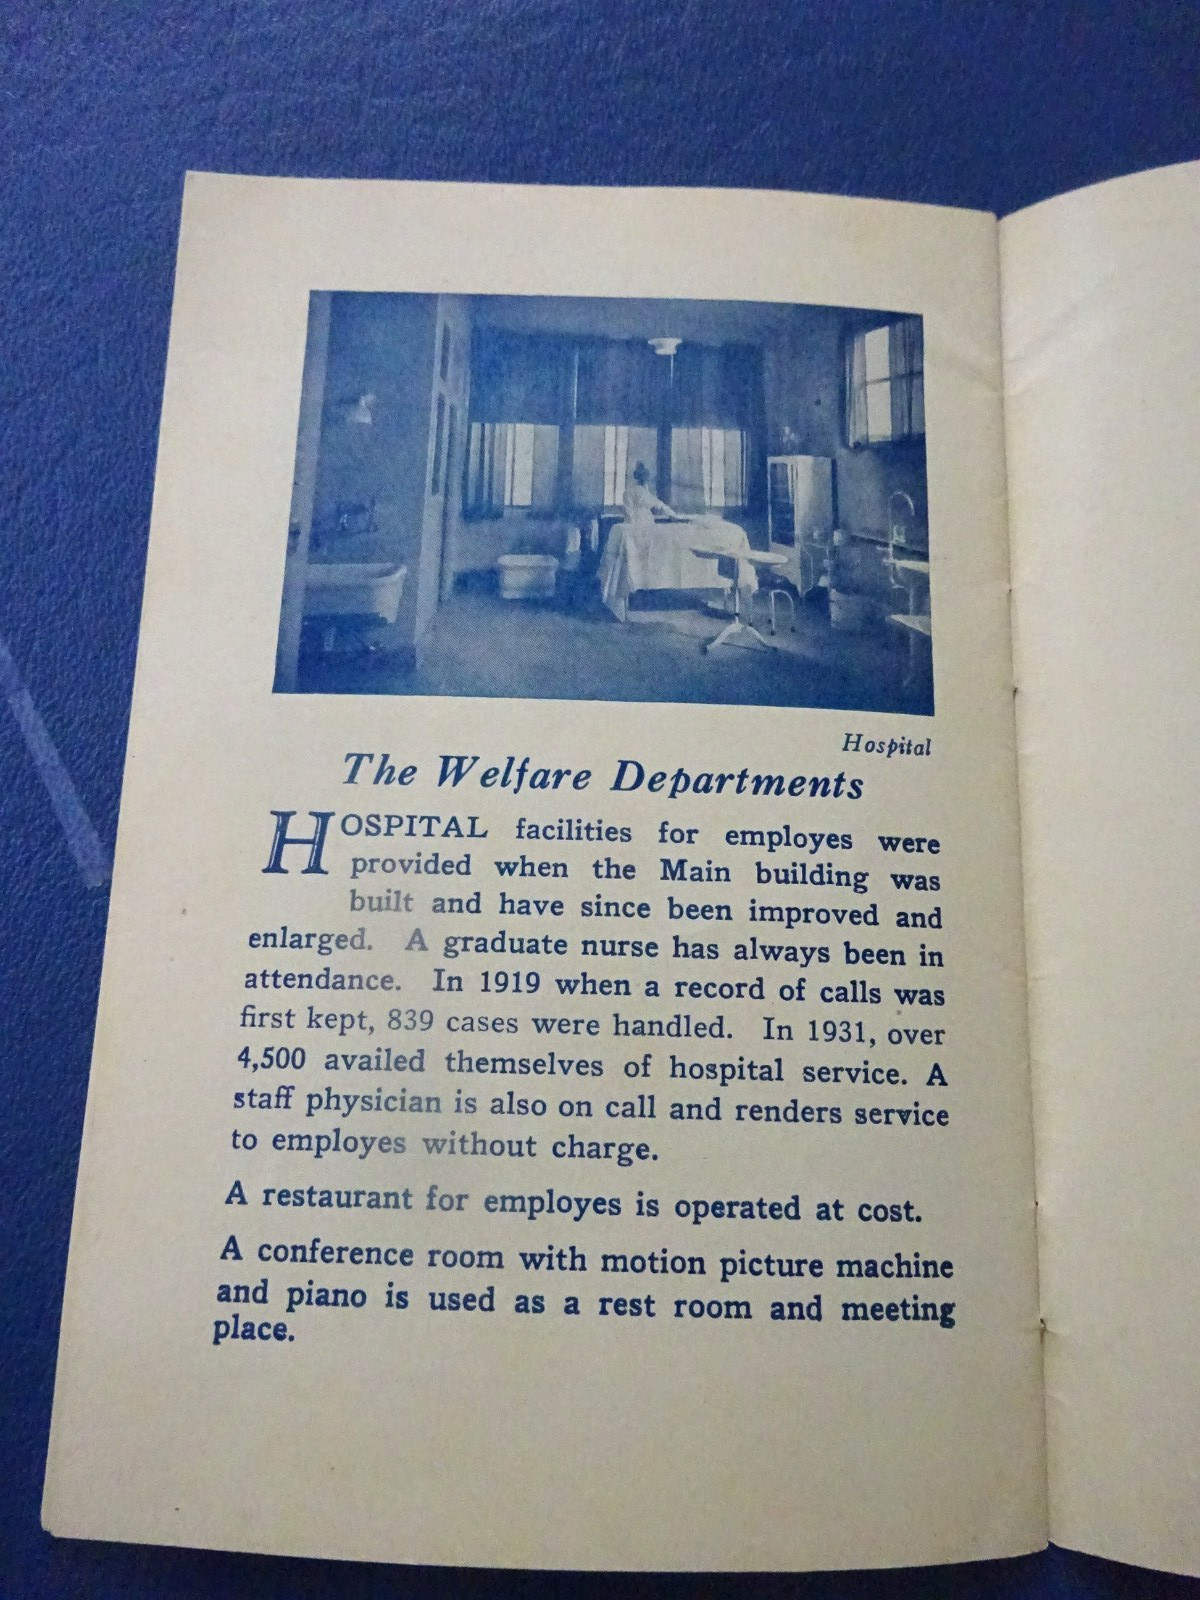 Hospital
The Welfare Departments
HOSPITAL facilities for employes were
provided when the Main building was
built and have since been improved and
enlarged. A graduate nurse has always been in
attendance. In 1919 when a record of calls was
first kept, 839 cases were handled. In 1931, over
4,500 availed themselves of hospital service. A
staff physician is also on call and renders service
to employes without charge.
A restaurant for employes is operated at cost.
A conference room with motion picture machine
and piano is used as a rest room and meeting
place.